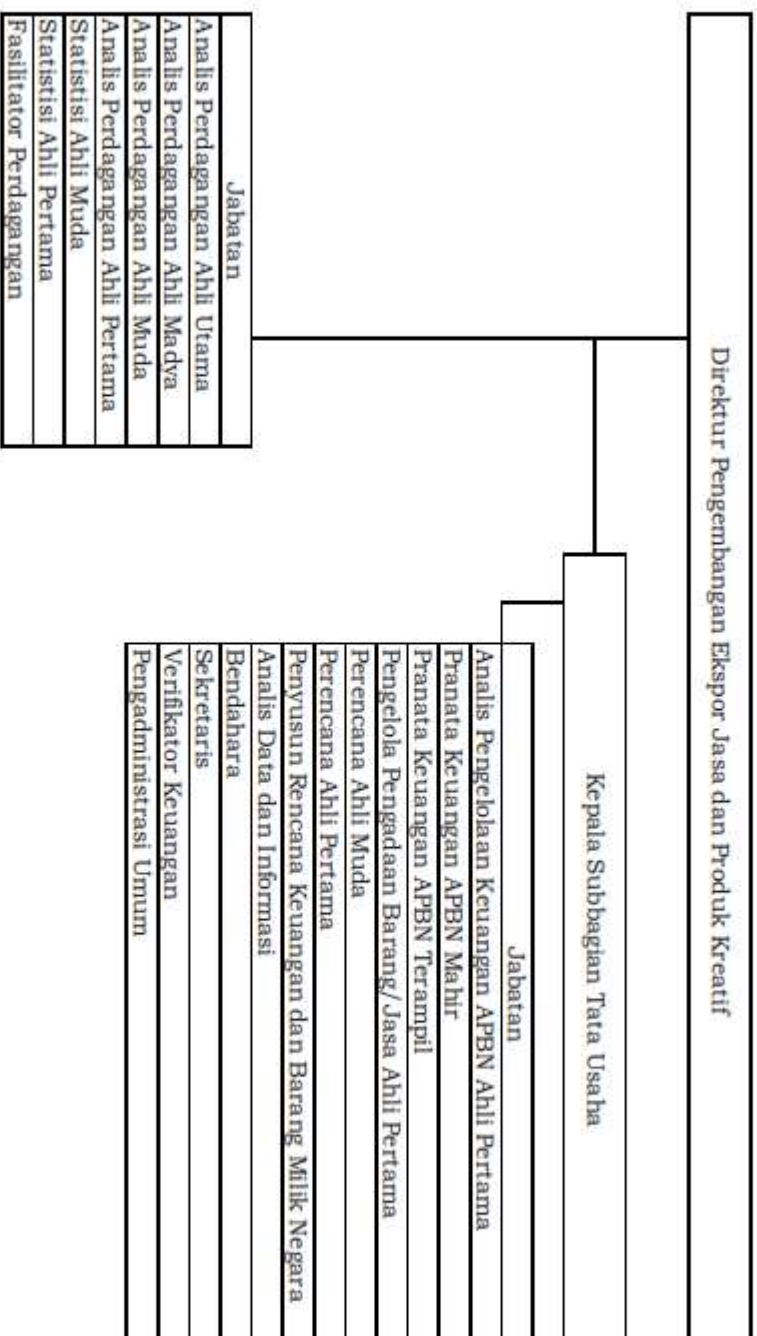 Direktur Pengembangan Ekspor Jasa dan Produk Kreatif
Kepala Subbagian Tata Usaha
Jabatan
Analis Pengelolaan Keuangan APBN Ahli Pertama
Pranata Keuangan APBN Mahir
Pranata Keuangan APBN Terampil
Pengelola Pengadaan Barang/Jasa Ahli Pertama
Perencana Ahli Muda
Perencana Ahli Pertama
Penyusun Rencana Keuangan dan Barang Milik Negara
Analis Data dan Informasi
Bendahara
Sekretaris
Verifikator Keuangan
Pengadministrasi Umum
Jabatan
Analis Perdagangan Ahli Utama
Analis Perdagangan Ahli Madya
Analis Perdagangan Ahli Muda
Analis Perdagangan Ahli Pertama
Statistisi Ahli Muda
Statistisi Ahli Pertama
Fasilitator Perdagangan